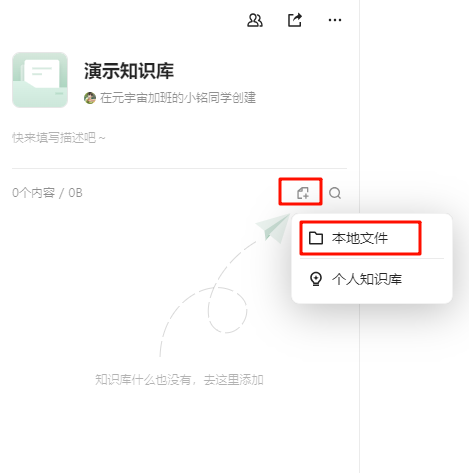 演示知识库
在元宇宙加班的小铭同学创建
快来填写描述吧～
0个内容 / 0B
本地文件
个人知识库
知识库什么也没有，去这里添加